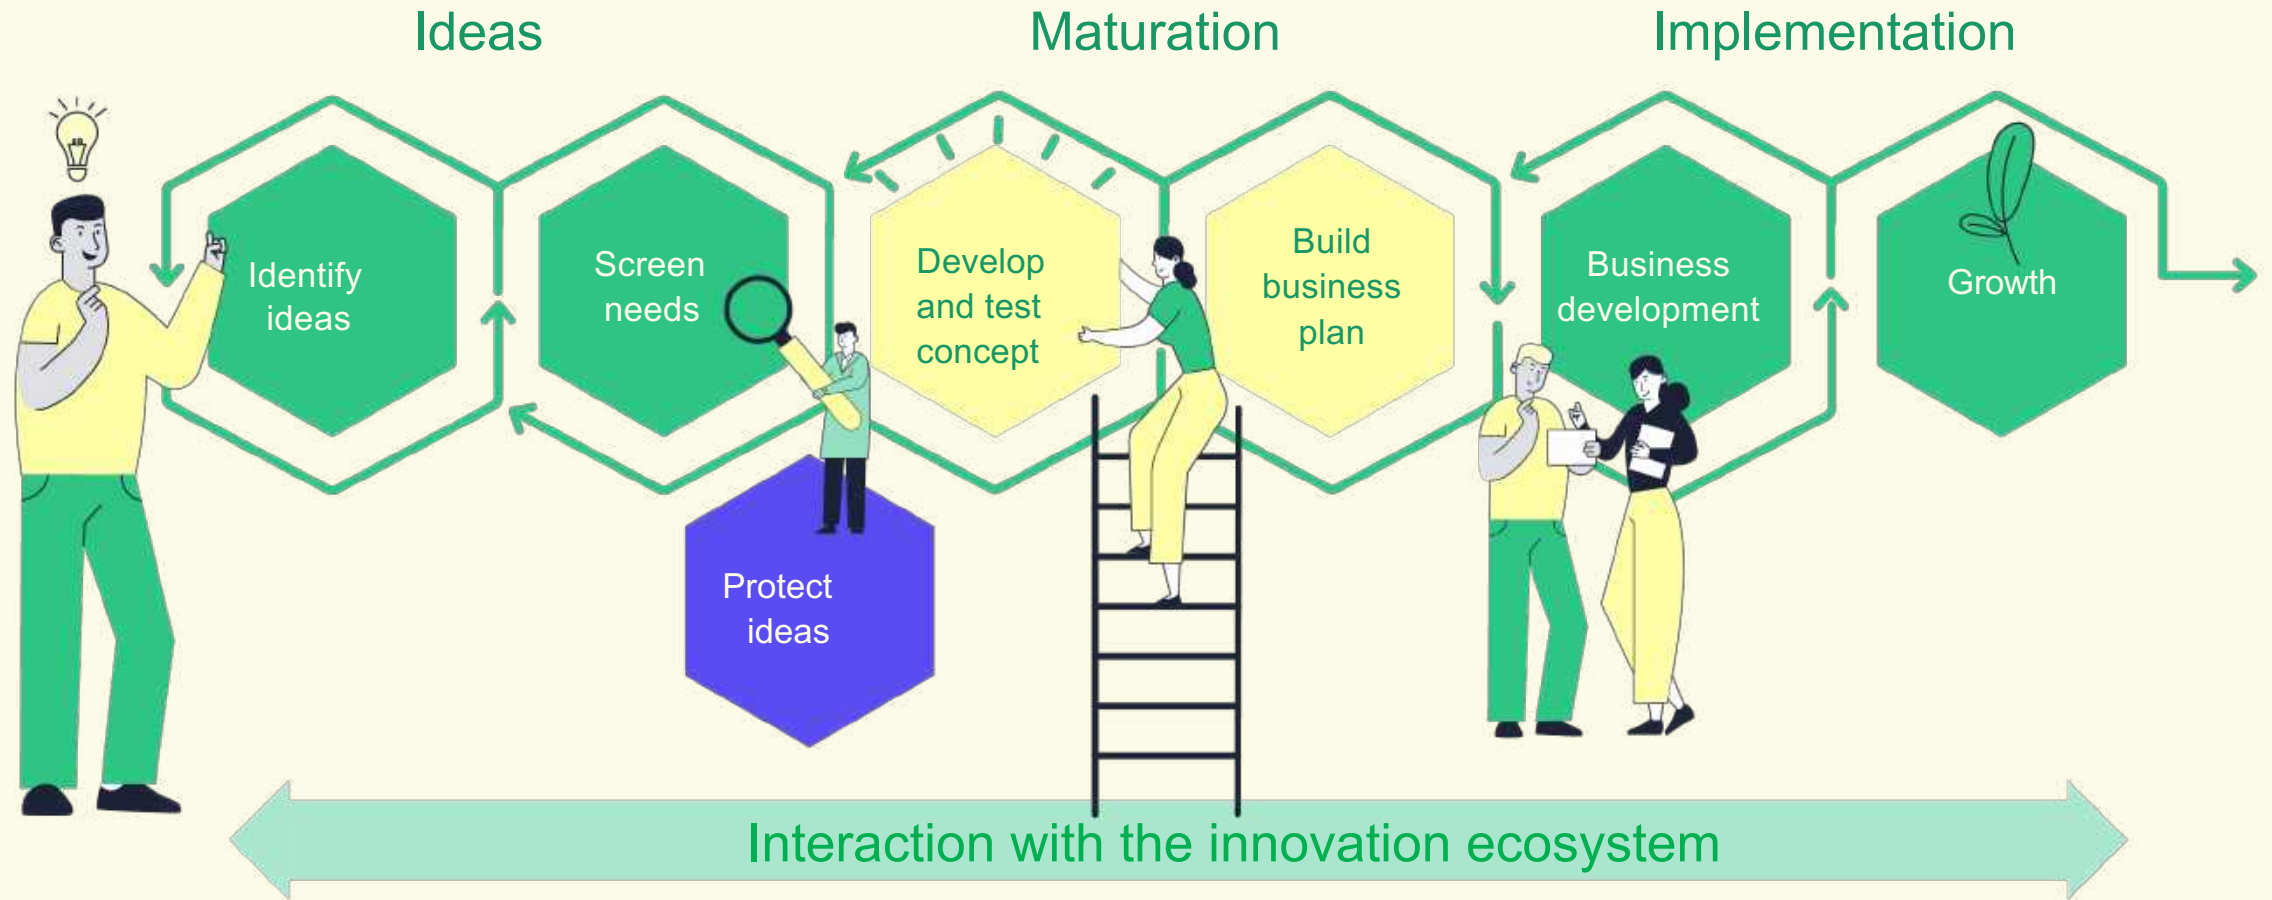 Ideas
Maturation
Implementation
Identify
ideas
Screen
needs
Develop
and test
concept
Build
business
plan
Business
development
Growth
Protect
ideas
Interaction with the innovation ecosystem